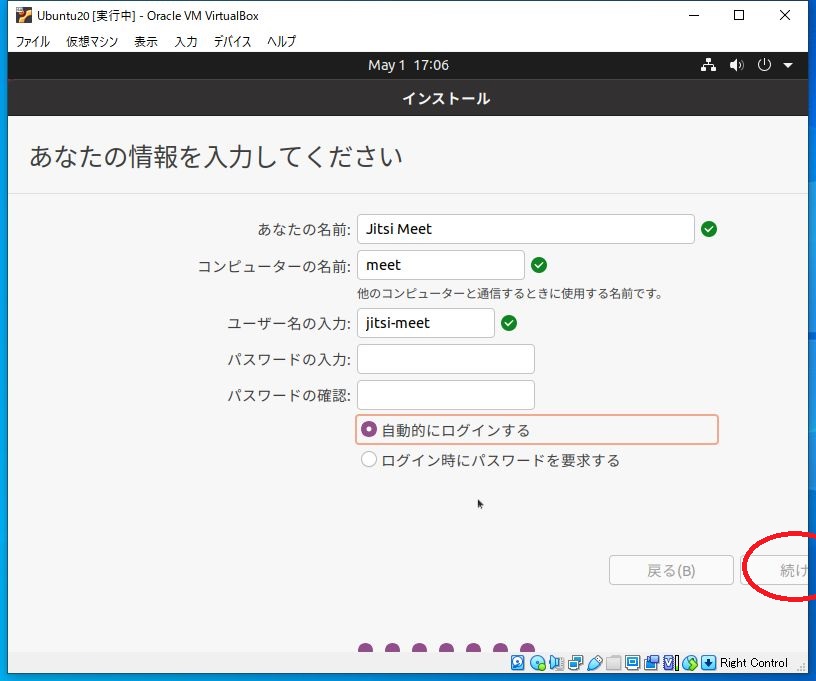 Ubuntu20 [実行中] - Oracle VM VirtualBox
ファイル 仮想マシン 表示 入力 デバイス ヘルプ
May 1 17:06
インストール
あなたの情報を入力してください
あなたの名前: Jitsi Meet
コンピューターの名前: meet
他のコンピューターと通信するときに使用する名前です。
ユーザー名の入力: jitsi-meet
パスワードの入力:
パスワードの確認:
自動的にログインする
ログイン時にパスワードを要求する
戻る(B) 続け
Right Control